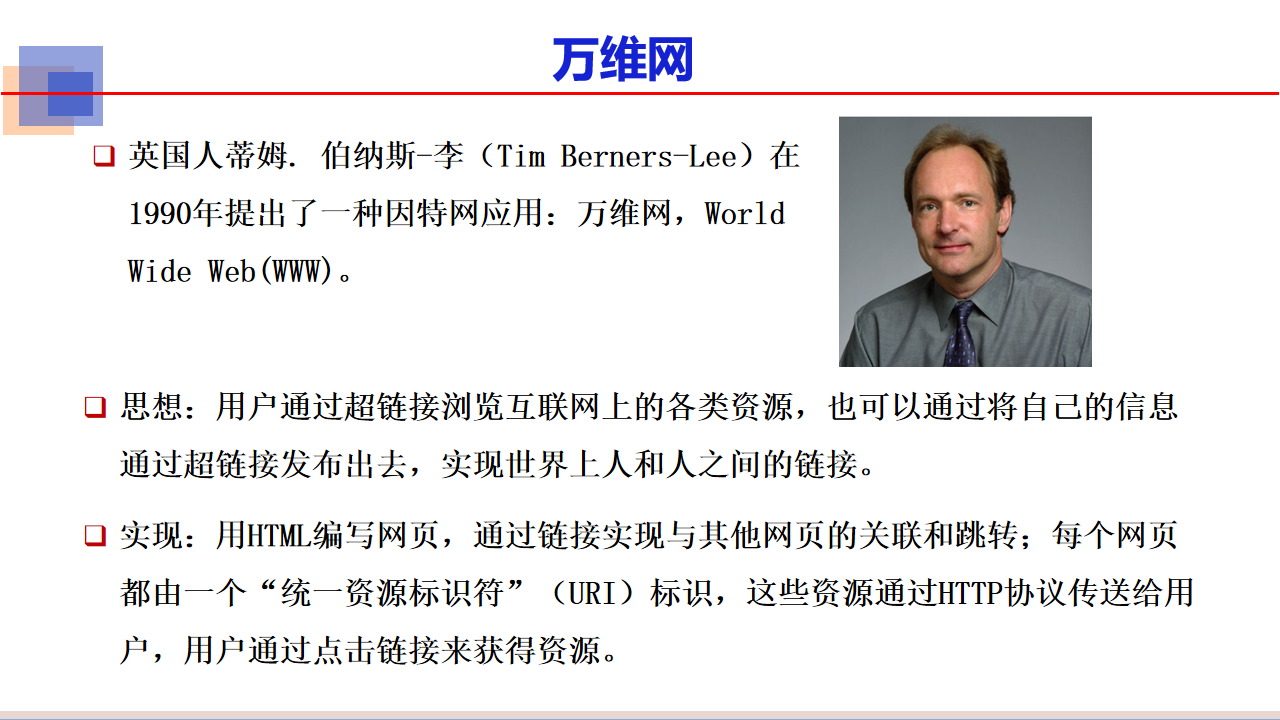 万维网
英国人蒂姆. 伯纳斯-李（Tim Berners-Lee）在
1990年提出了一种因特网应用：万维网，World
Wide Web(WWW)。
思想：用户通过超链接浏览互联网上的各类资源，也可以通过将自己的信息
通过超链接发布出去，实现世界上人和人之间的链接。
实现：用HTML编写网页，通过链接实现与其他网页的关联和跳转；每个网页
都由一个“统一资源标识符”（URI）标识，这些资源通过HTTP协议传送给用
户，用户通过点击链接来获得资源。